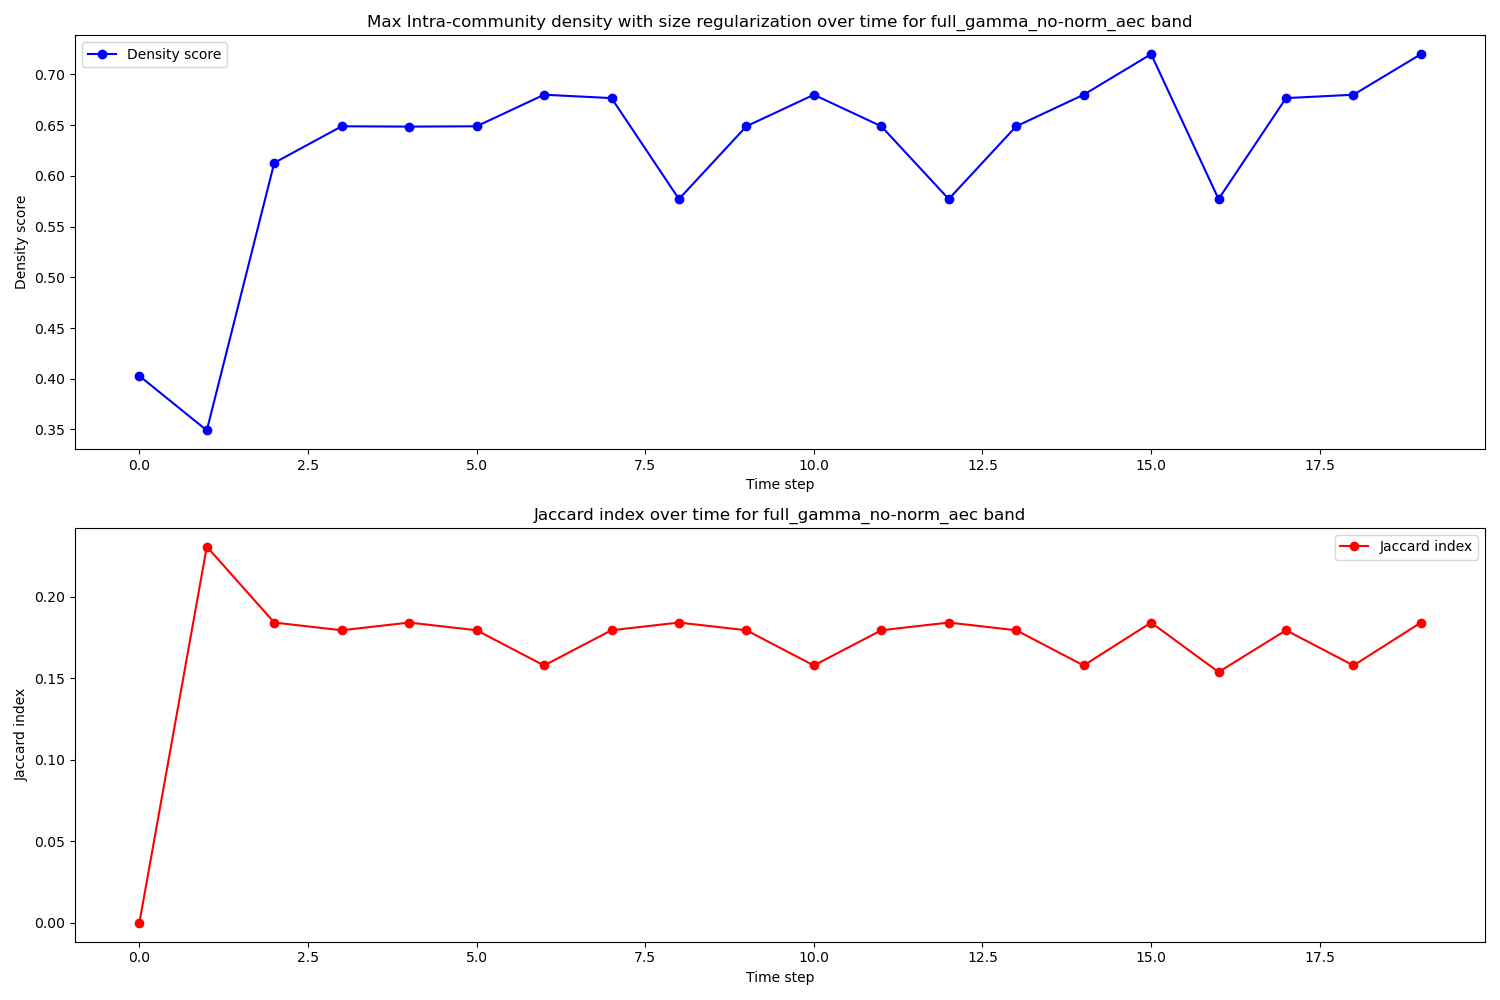 Max Intra-community density with size regularization over time for full_gamma_no-norm_aec band
Density score
0.70
0.65
0.60
0.55
0.50
0.45
0.40
0.35
Density score
0.0 2.5 5.0 7.5 10.0 12.5 15.0 17.5
Time step
Jaccard index over time for full_gamma_no-norm_aec band
Jaccard index
0.20
0.15
0.10
0.05
0.00
Jaccard index
0.0 2.5 5.0 7.5 10.0 12.5 15.0 17.5
Time step